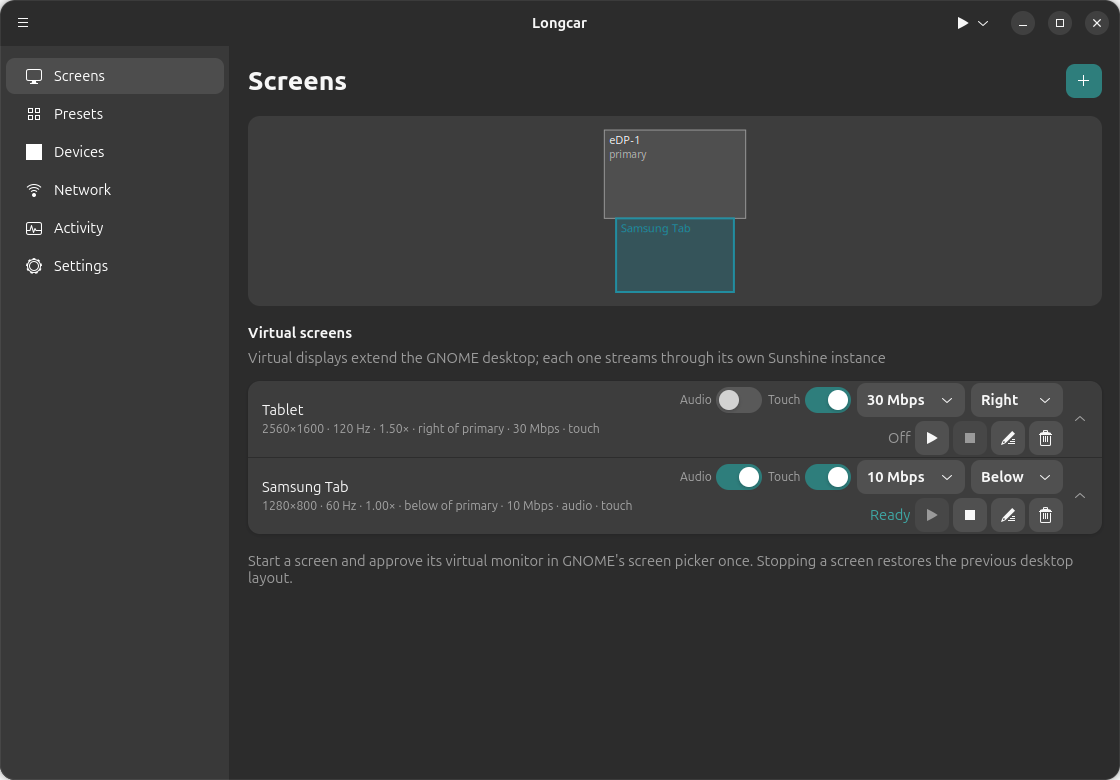 Longcar
Screens
Presets
Devices
Network
Activity
Settings
Screens
eDP-1
primary
Samsung Tab
Virtual screens
Virtual displays extend the GNOME desktop; each one streams through its own Sunshine instance
Tablet
2560×1600 · 120 Hz · 1.50× · right of primary · 30 Mbps · touch
Audio Touch 30 Mbps Right
Off
Samsung Tab
1280×800 · 60 Hz · 1.00× · below of primary · 10 Mbps · audio · touch
Audio Touch 10 Mbps Below
Ready
Start a screen and approve its virtual monitor in GNOME's screen picker once. Stopping a screen restores the previous desktop
layout.